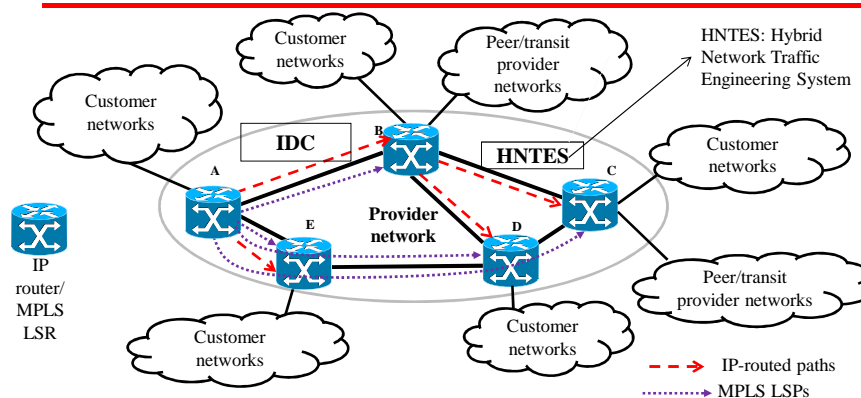 Customer
networks
Peer/transit
provider
networks
HNTES: Hybrid
Network Traffic
Engineering System
Customer
networks
IDC
B
HNTES
Customer
networks
A
C
Provider
network
E
D
IP
router/
MPLS
LSR
Peer/transit
provider networks
Customer
networks
Customer
networks
IP-routed paths
MPLS LSPs